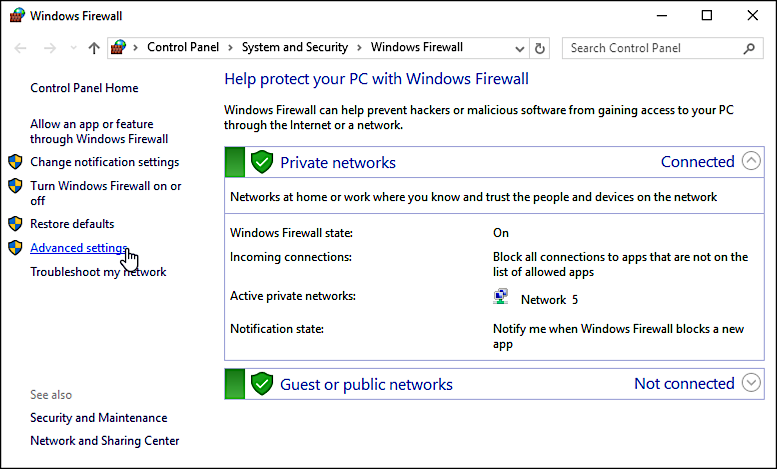 Windows Firewall
Control Panel
System and Security
Windows Firewall
Search Control Panel
Control Panel Home
Allow an app or feature
through Windows Firewall
Change notification settings
Turn Windows Firewall on or
off
Restore defaults
Advanced settings
Troubleshoot my network
See also
Security and Maintenance
Network and Sharing Center
Help protect your PC with Windows Firewall
Windows Firewall can help prevent hackers or malicious software from gaining access to your PC
through the Internet or a network.
Private networks Connected
Networks at home or work where you know and trust the people and devices on the network
Windows Firewall state: On
Incoming connections: Block all connections to apps that are not on the
list of allowed apps
Active private networks: Network 5
Notification state: Notify me when Windows Firewall blocks a new
app
Guest or public networks Not connected